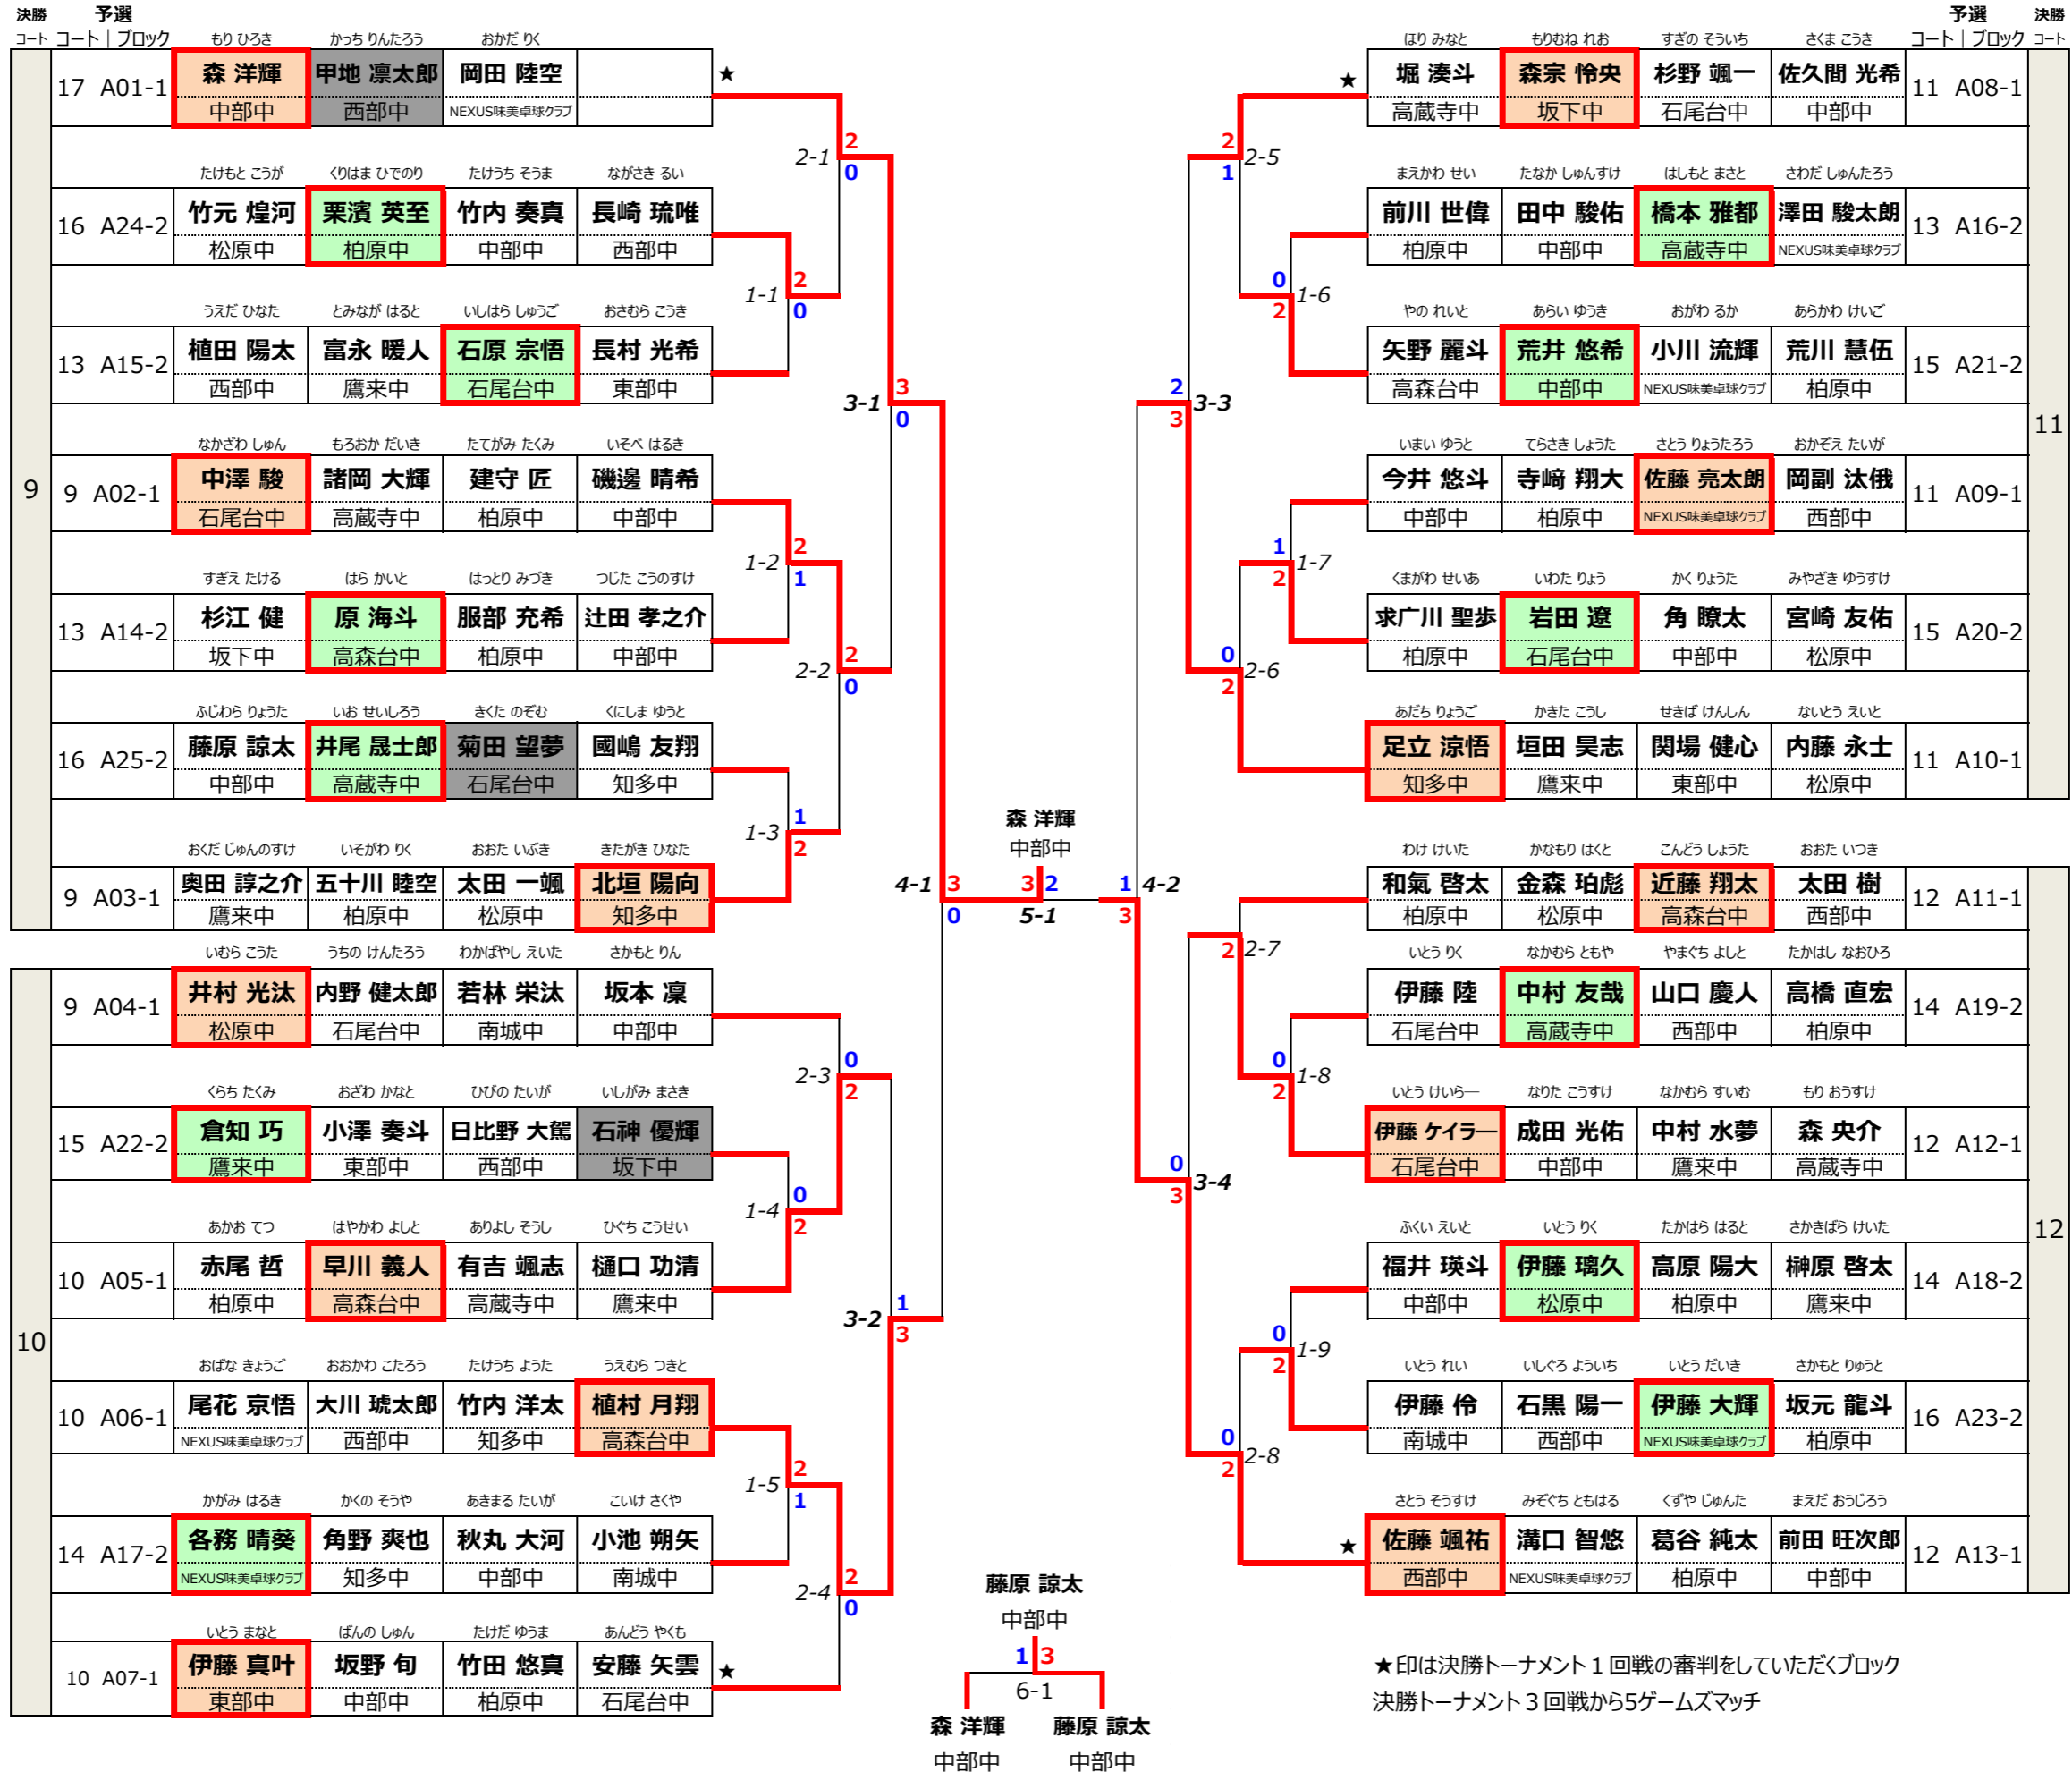 決勝 予選
コート コート｜ブロック
もり ひろき かっち りんたろう おかだ りく
17 A01-1 森 洋輝 甲地 凛太郎 岡田 陸空 ★
中部中 西部中 NEXUS味美卓球クラブ
2
2-1
0
たけもと こうが くりはま ひでのり たけうち そうま ながさき るい
16 A24-2 竹元 煌河 栗濱 英至 竹内 奏真 長崎 琉唯
松原中 柏原中 中部中 西部中
2
1-1
0
うえだ ひなた とみなが はると いしはら しゅうご おさむら こうき
13 A15-2 植田 陽太 富永 暖人 石原 宗悟 長村 光希
西部中 鷹来中 石尾台中 東部中
3
3-1
0
なかざわ しゅん もろおか だいき たてがみ たくみ いそべ はるき
9
9 A02-1 中澤 駿 諸岡 大輝 建守 匠 磯邊 晴希
石尾台中 高蔵寺中 柏原中 中部中
2
1-2
1
すぎえ たける はら かいと はっとり みづき つじた こうのすけ
13 A14-2 杉江 健 原 海斗 服部 充希 辻田 孝之介
坂下中 高森台中 柏原中 中部中
2
2-2
0
ふじわら りょうた いお せいしろう きくた のぞむ くにしま ゆうと
16 A25-2 藤原 諒太 井尾 晟士郎 菊田 望夢 國嶋 友翔
中部中 高蔵寺中 石尾台中 知多中
1
1-3
2
おくだ じゅんのすけ いそがわ りく おおた いぶき きたがき ひなた
9 A03-1 奥田 諄之介 五十川 睦空 太田 一颯 北垣 陽向
鷹来中 柏原中 松原中 知多中
4-1 3
0
いむら こうた うちの けんたろう わかばやし えいた さかもと りん
9 A04-1 井村 光汰 内野 健太郎 若林 栄汰 坂本 凜
松原中 石尾台中 南城中 中部中
0
2-3
2
くらち たくみ おざわ かなと ひびの たいが いしがみ まさき
15 A22-2 倉知 巧 小澤 奏斗 日比野 大駕 石神 優輝
鷹来中 東部中 西部中 坂下中
0
1-4
2
あかお てつ はやかわ よしと ありよし そうし ひぐち こうせい
10 A05-1 赤尾 哲 早川 義人 有吉 颯志 樋口 功清
柏原中 高森台中 高蔵寺中 鷹来中
1
3-2
3
10
おばな きょうご おおかわ こたろう たけうち ようた うえむら つきと
10 A06-1 尾花 京悟 大川 琥太郎 竹内 洋太 植村 月翔
NEXUS味美卓球クラブ 西部中 知多中 高森台中
2
1-5
1
かがみ はるき かくの そうや あきまる たいが こいけ さくや
14 A17-2 各務 晴葵 角野 爽也 秋丸 大河 小池 朔矢
NEXUS味美卓球クラブ 知多中 中部中 南城中
2
2-4
0
いとう まなと ばんの しゅん たけだ ゆうま あんどう やくも
10 A07-1 伊藤 真叶 坂野 旬 竹田 悠真 安藤 矢雲 ★
東部中 中部中 柏原中 石尾台中
森 洋輝
中部中
3 2
5-1
藤原 諒太
中部中
1 3
6-1
森 洋輝 藤原 諒太
中部中 中部中
予選 決勝
コート｜ブロック コート
ほり みなと もりむね れお すぎの そういち さくま こうき
★ 堀 湊斗 森宗 怜央 杉野 颯一 佐久間 光希 11 A08-1
高蔵寺中 坂下中 石尾台中 中部中
2
2-5
1
まえかわ せい たなか しゅんすけ はしもと まさと さわだ しゅんたろう
前川 世偉 田中 駿佑 橋本 雅都 澤田 駿太朗 13 A16-2
柏原中 中部中 高蔵寺中 NEXUS味美卓球クラブ
0
1-6
2
やの れいと あらい ゆうき おがわ るか あらかわ けいご
矢野 麗斗 荒井 悠希 小川 流輝 荒川 慧伍 15 A21-2
高森台中 中部中 NEXUS味美卓球クラブ 柏原中
2
3-3
3
11
いまい ゆうと てらさき しょうた さとう りょうたろう おかぞえ たいが
今井 悠斗 寺﨑 翔大 佐藤 亮太朗 岡副 汰俄 11 A09-1
中部中 柏原中 NEXUS味美卓球クラブ 西部中
1
1-7
2
くまがわ せいあ いわた りょう かく りょうた みやざき ゆうすけ
求广川 聖歩 岩田 遼 角 瞭太 宮崎 友佑 15 A20-2
柏原中 石尾台中 中部中 松原中
0
2-6
2
あだち りょうご かきた こうし せきば けんしん ないとう えいと
足立 涼悟 垣田 昊志 関場 健心 内藤 永士 11 A10-1
知多中 鷹来中 東部中 松原中
わけ けいた かなもり はくと こんどう しょうた おおた いつき
和氣 啓太 金森 珀彪 近藤 翔太 太田 樹 12 A11-1
柏原中 松原中 高森台中 西部中
1 4-2
3
2 2-7
いとう りく なかむら ともや やまぐち よしと たかはし なおひろ
伊藤 陸 中村 友哉 山口 慶人 高橋 直宏 14 A19-2
石尾台中 高蔵寺中 西部中 柏原中
0
1-8
2
いとう けいらー なりた こうすけ なかむら すいむ もり おうすけ
伊藤 ケイラー 成田 光佑 中村 水夢 森 央介 12 A12-1
石尾台中 中部中 鷹来中 高蔵寺中
0
3-4
3
12
ふくい えいと いとう りく たかはら はると さかきばら けいた
福井 瑛斗 伊藤 璃久 高原 陽大 榊原 啓太 14 A18-2
中部中 松原中 柏原中 鷹来中
0
1-9
2
いとう れい いしぐろ よういち いとう だいき さかもと りゅうと
伊藤 伶 石黒 陽一 伊藤 大輝 坂元 龍斗 16 A23-2
南城中 西部中 NEXUS味美卓球クラブ 柏原中
0
2-8
2
さとう そうすけ みぞぐち ともはる くずや じゅんた まえだ おうじろう
★ 佐藤 颯祐 溝口 智悠 葛谷 純太 前田 旺次郎 12 A13-1
西部中 NEXUS味美卓球クラブ 柏原中 中部中
★印は決勝トーナメント１回戦の審判をしていただくブロック
決勝トーナメント３回戦から5ゲームズマッチ